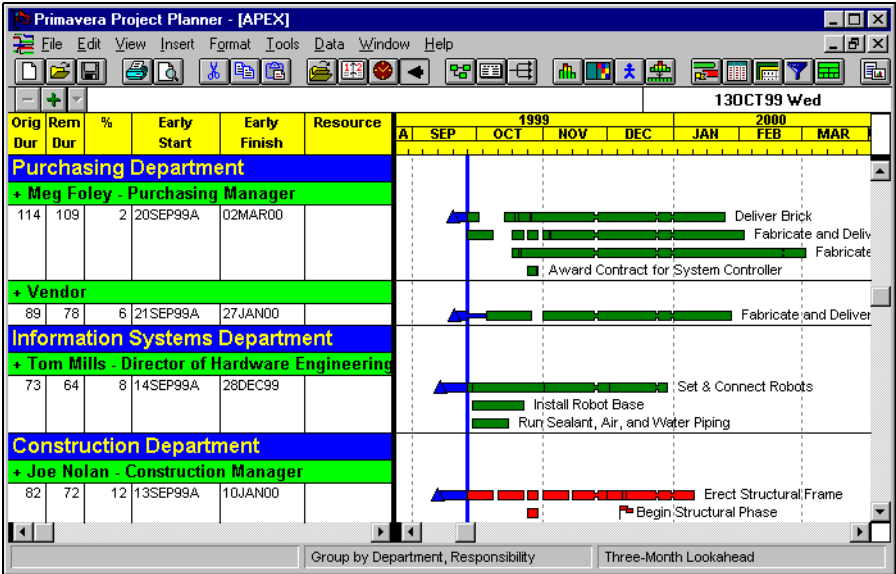 Primavera Project Planner - [APEX]
File Edit View Insert Format Tools Data Window Help
13OCT99 Wed
Orig Dur Rem Dur % Early Start Early Finish Resource
1999 2000
A SEP OCT NOV DEC JAN FEB MAR
Purchasing Department
+ Meg Foley - Purchasing Manager
114 109 2 20SEP99A 02MAR00 Deliver Brick
Fabricate and Deliv
Fabricate
Award Contract for System Controller
+ Vendor
89 78 6 21SEP99A 27JAN00 Fabricate and Deliver
Information Systems Department
+ Tom Mills - Director of Hardware Engineering
73 64 8 14SEP99A 28DEC99 Set & Connect Robots
Install Robot Base
Run Sealant, Air, and Water Piping
Construction Department
+ Joe Nolan - Construction Manager
82 72 12 13SEP99A 10JAN00 Erect Structural Frame
Begin Structural Phase
Group by Department, Responsibility Three-Month Lookahead